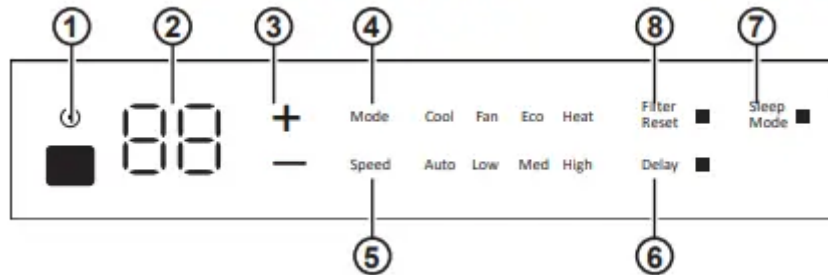 1 2 3 4 8 7
88 + Mode Cool Fan Eco Heat Filter Reset Sleep Mode
− Speed Auto Low Med High Delay
5 6